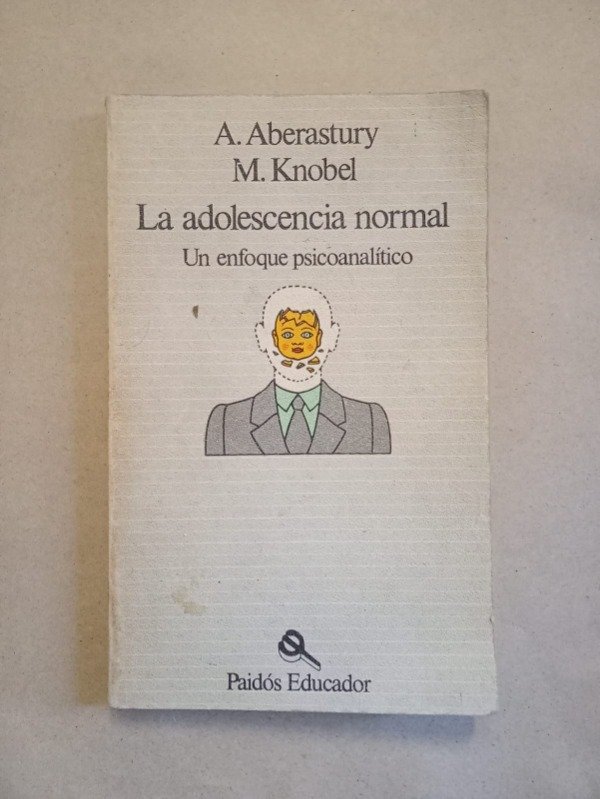 A. Aberastury
M. Knobel
La adolescencia normal
Un enfoque psicoanalítico
Paidós Educador